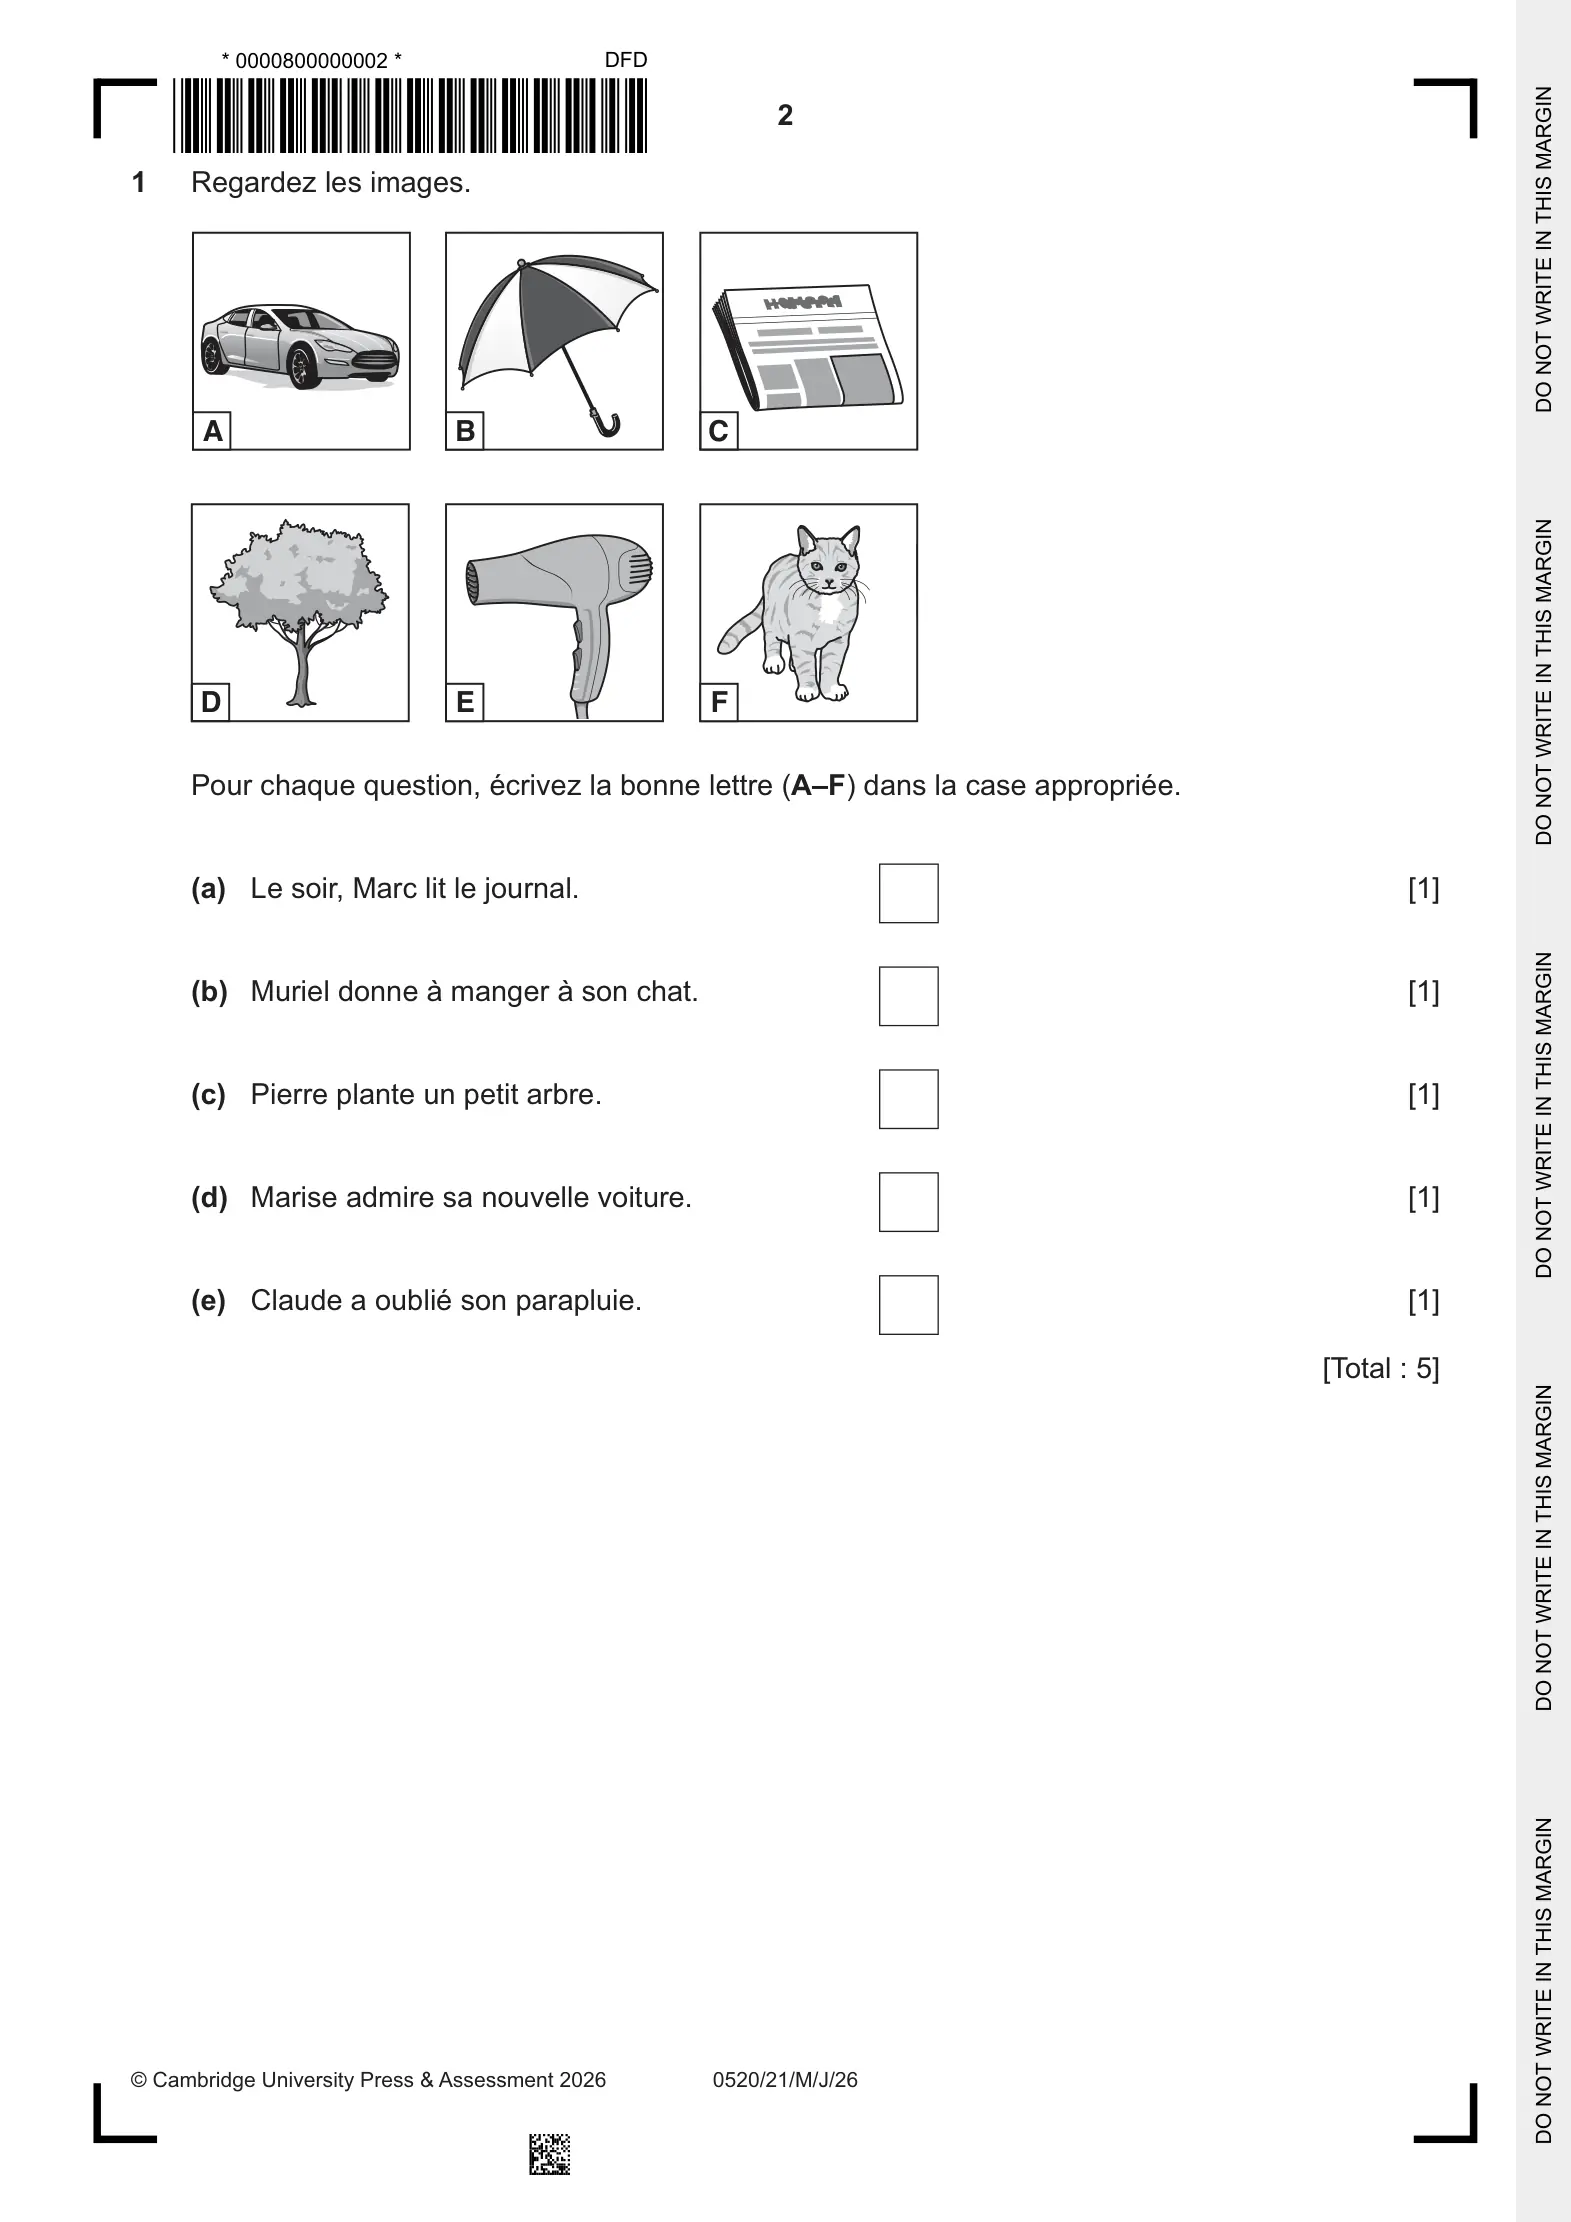 * 0000800000002 *
DFD
2
1 Regardez les images.
A
B
C
D
E
F
Pour chaque question, écrivez la bonne lettre (A–F) dans la case appropriée.
(a) Le soir, Marc lit le journal. [1]
(b) Muriel donne à manger à son chat. [1]
(c) Pierre plante un petit arbre. [1]
(d) Marise admire sa nouvelle voiture. [1]
(e) Claude a oublié son parapluie. [1]
[Total : 5]
© Cambridge University Press & Assessment 2026
0520/21/M/J/26
DO NOT WRITE IN THIS MARGIN
DO NOT WRITE IN THIS MARGIN
DO NOT WRITE IN THIS MARGIN
DO NOT WRITE IN THIS MARGIN
DO NOT WRITE IN THIS MARGIN